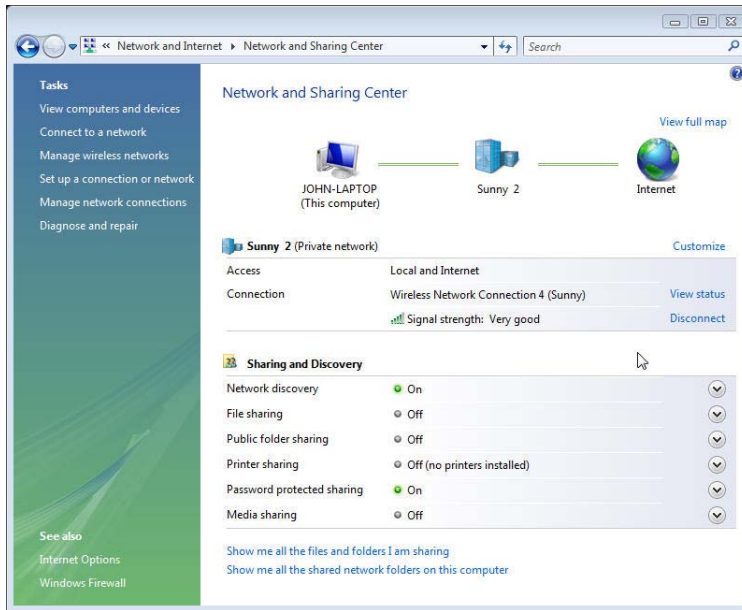 « Network and Internet ▸ Network and Sharing Center
Search
Tasks
View computers and devices
Connect to a network
Manage wireless networks
Set up a connection or network
Manage network connections
Diagnose and repair
See also
Internet Options
Windows Firewall
Network and Sharing Center
View full map
JOHN-LAPTOP
(This computer)
Sunny 2
Internet
Sunny 2 (Private network) Customize
Access Local and Internet
Connection Wireless Network Connection 4 (Sunny) View status
Signal strength: Very good Disconnect
Sharing and Discovery
Network discovery On
File sharing Off
Public folder sharing Off
Printer sharing Off (no printers installed)
Password protected sharing On
Media sharing Off
Show me all the files and folders I am sharing
Show me all the shared network folders on this computer